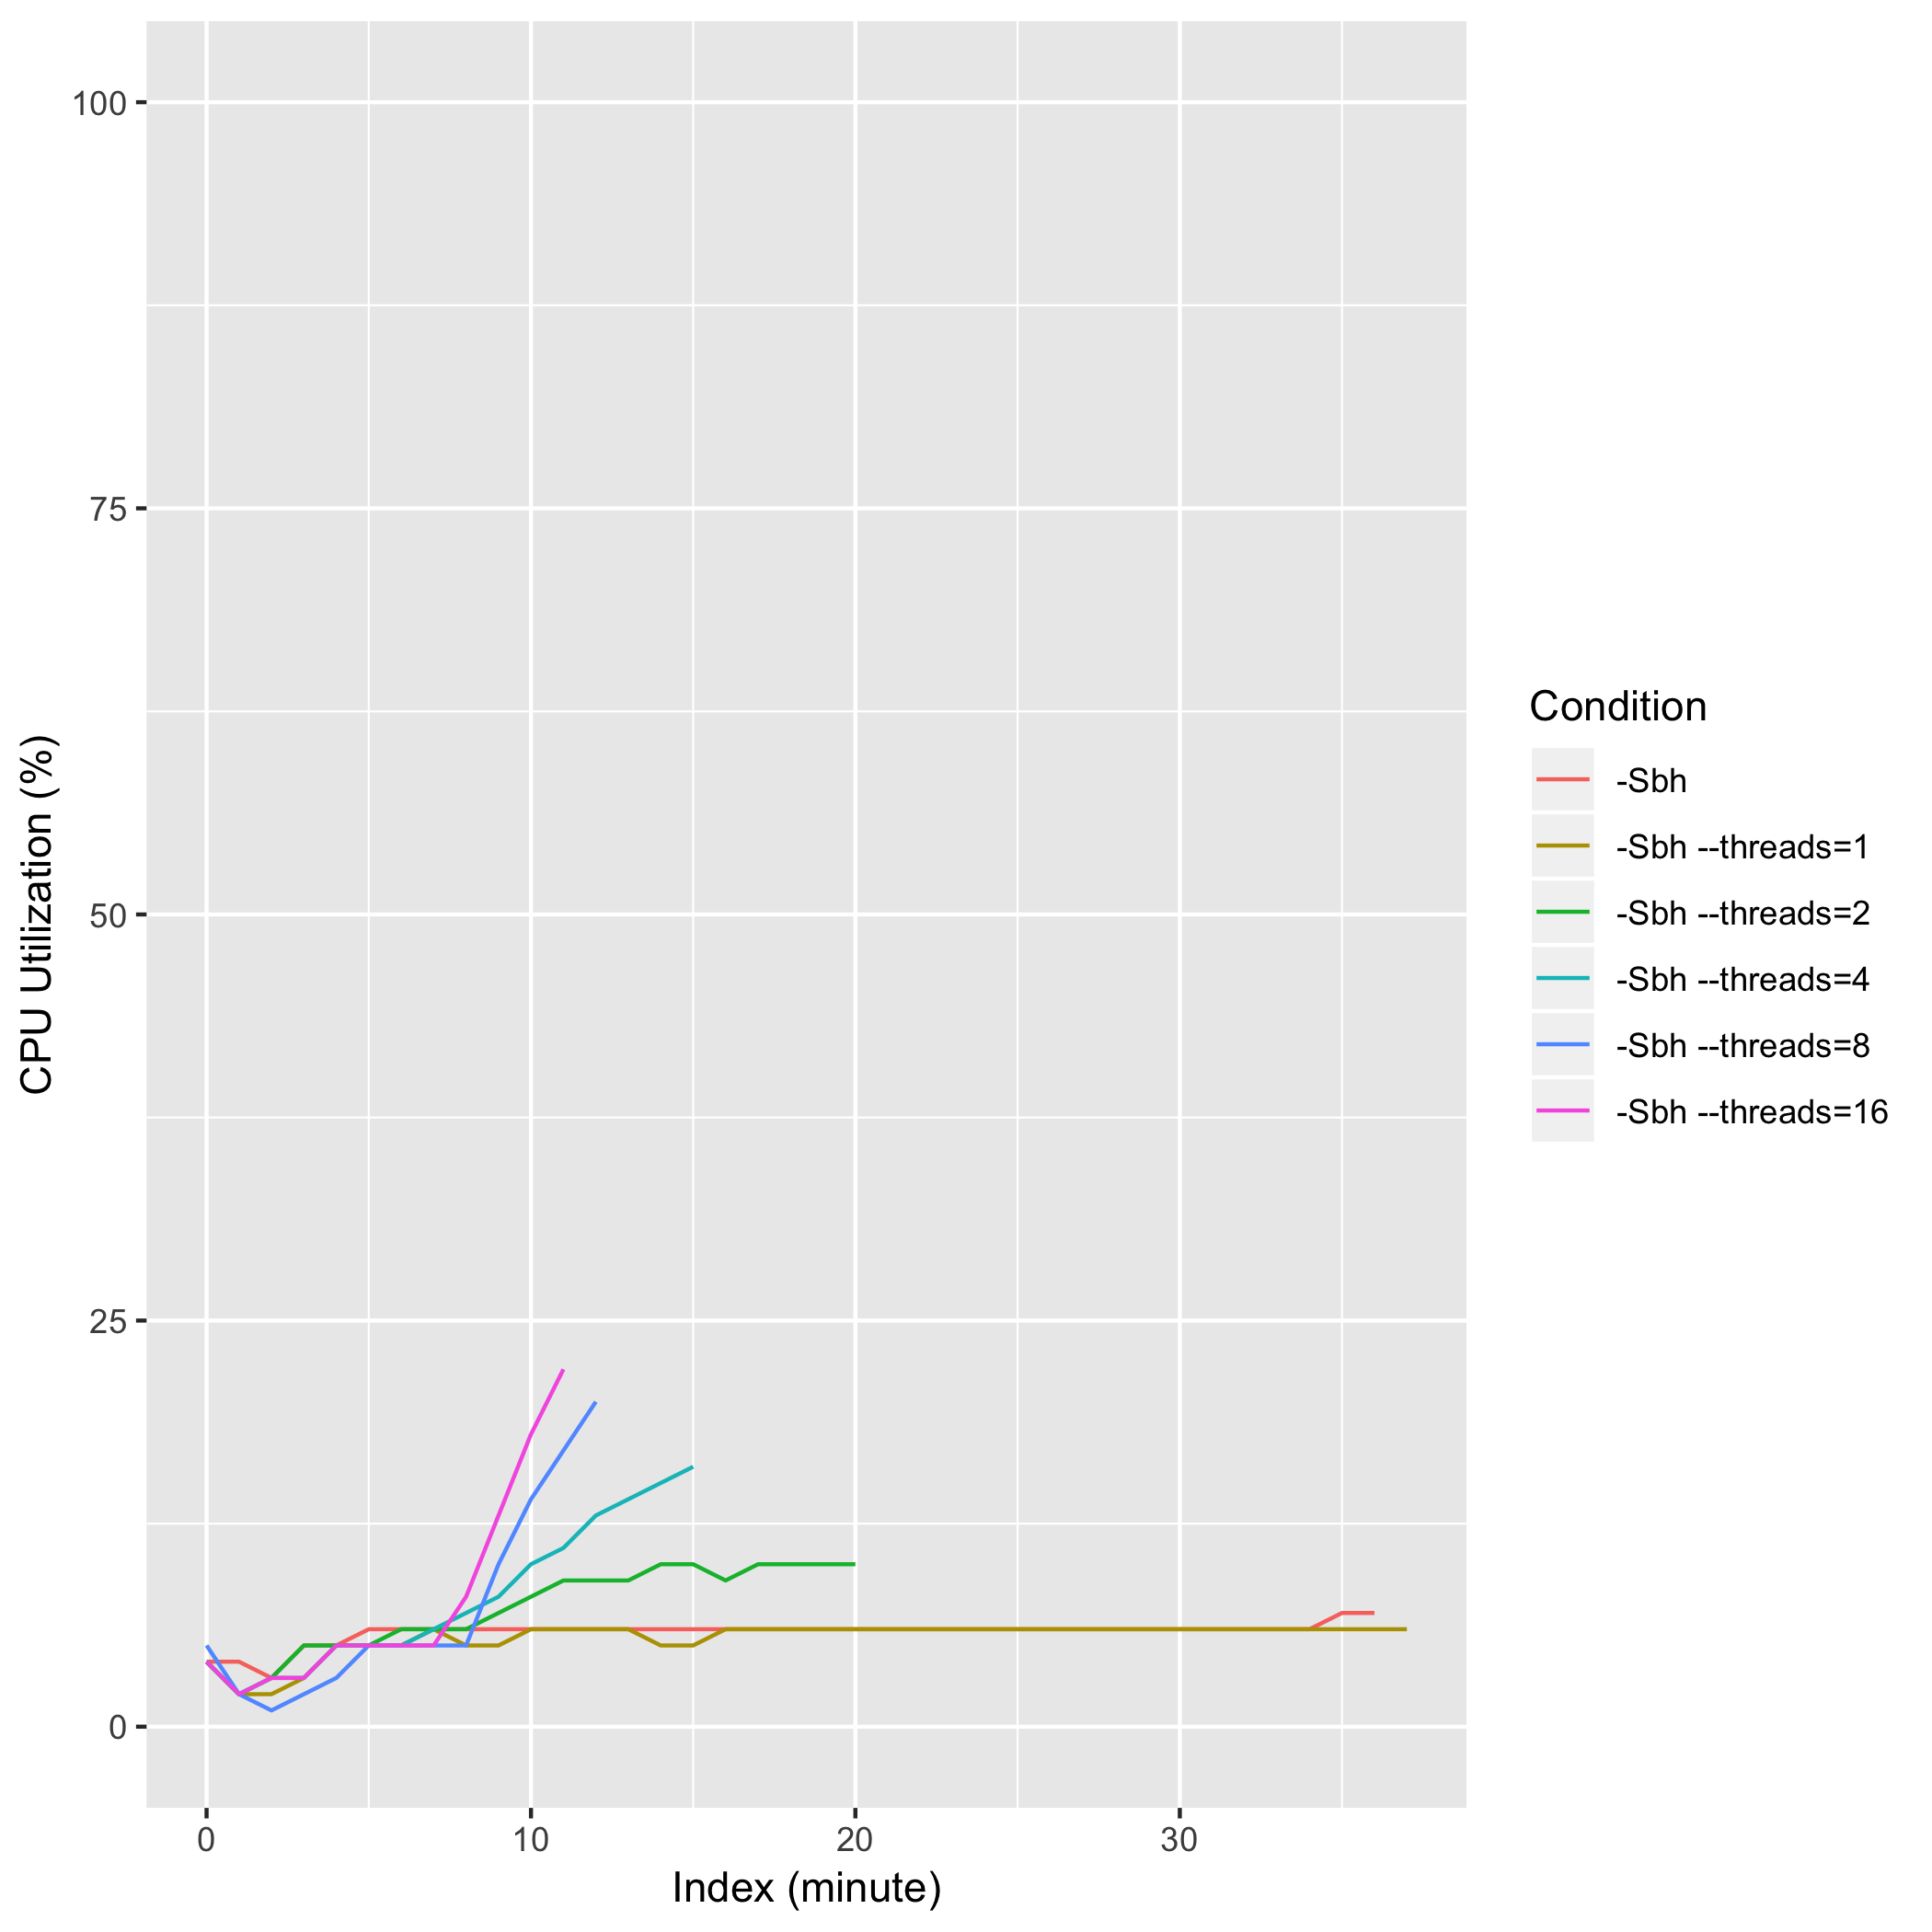 100
75
50
25
0
CPU Utilization (%)
0 10 20 30
Index (minute)
Condition
-Sbh
-Sbh --threads=1
-Sbh --threads=2
-Sbh --threads=4
-Sbh --threads=8
-Sbh --threads=16